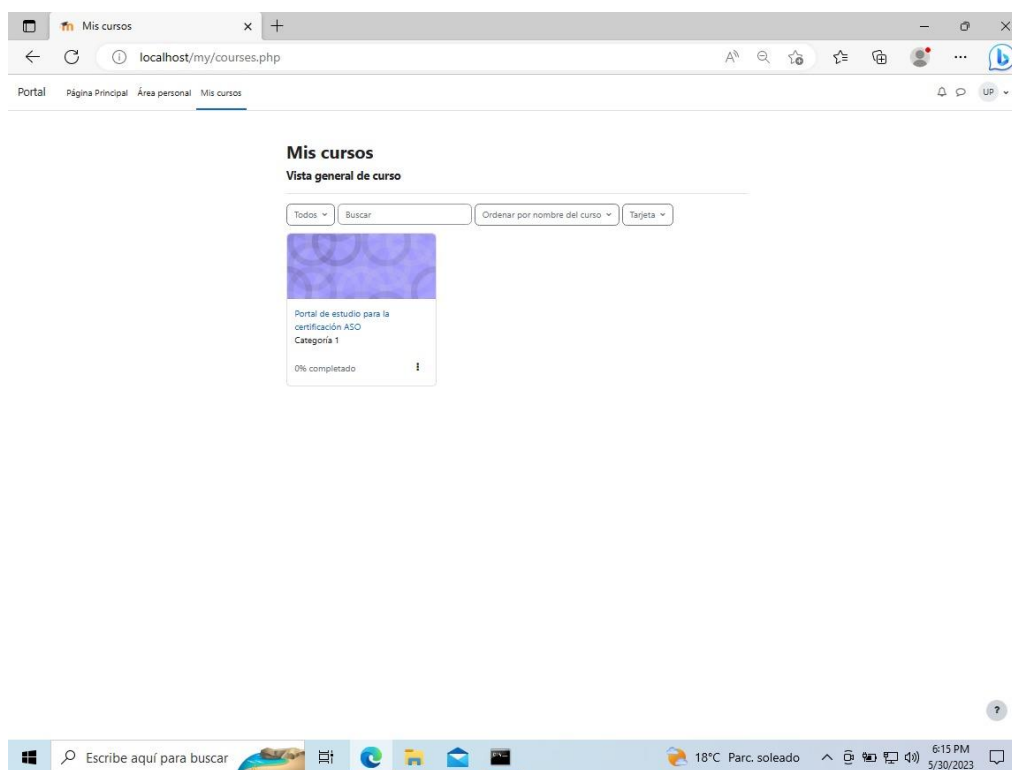 Mis cursos
localhost/my/courses.php
Portal Página Principal Área personal Mis cursos UP
Mis cursos
Vista general de curso
Todos Buscar Ordenar por nombre del curso Tarjeta
Portal de estudio para la
certificación ASO
Categoría 1
0% completado
?
Escribe aquí para buscar 18°C Parc. soleado 6:15 PM
5/30/2023